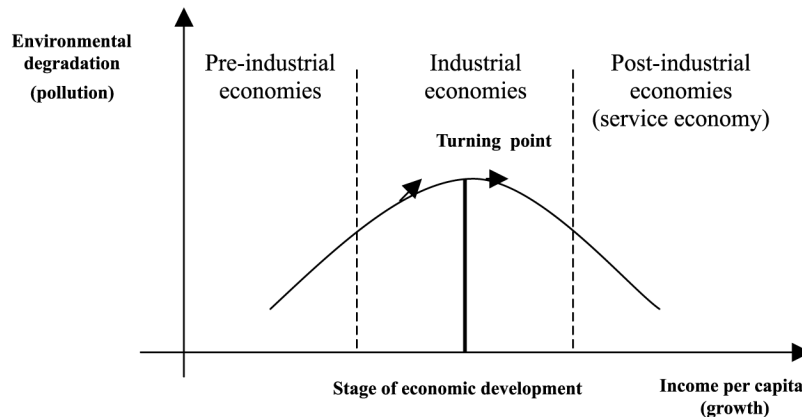 Environmental
degradation
(pollution)
Pre-industrial
economies
Industrial
economies
Post-industrial
economies
(service economy)
Turning point
Stage of economic development
Income per capita
(growth)